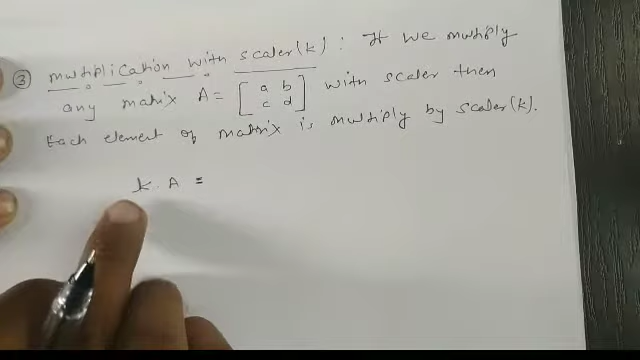 ③ multiplication with scaler(k) : If we multiply
any matrix A = [ a b
c d ] with scaler then
Each element of matrix is multiply by scaler(k).
k . A =